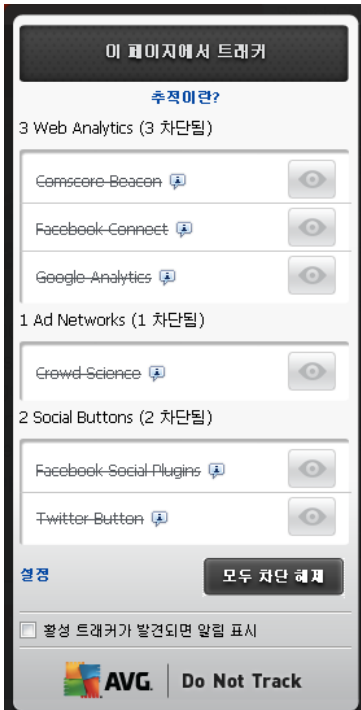 이 페이지에서 트래커
추적이란?
3 Web Analytics (3 차단됨)
Comscore Beacon
Facebook Connect
Google Analytics
1 Ad Networks (1 차단됨)
Crowd Science
2 Social Buttons (2 차단됨)
Facebook Social Plugins
Twitter Button
설정 모두 차단 해제
활성 트래커가 발견되면 알림 표시
AVG. Do Not Track